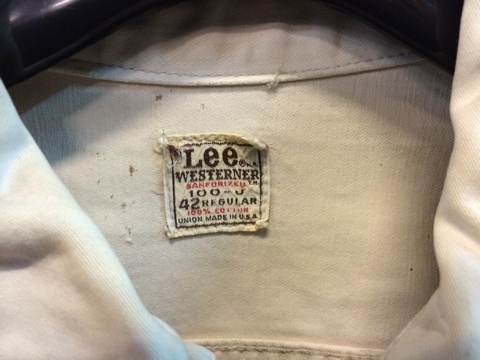 Lee® M.R.
WESTERNER T.M.
SANFORIZED
100-J
42 REGULAR
100% COTTON
UNION MADE IN U.S.A.